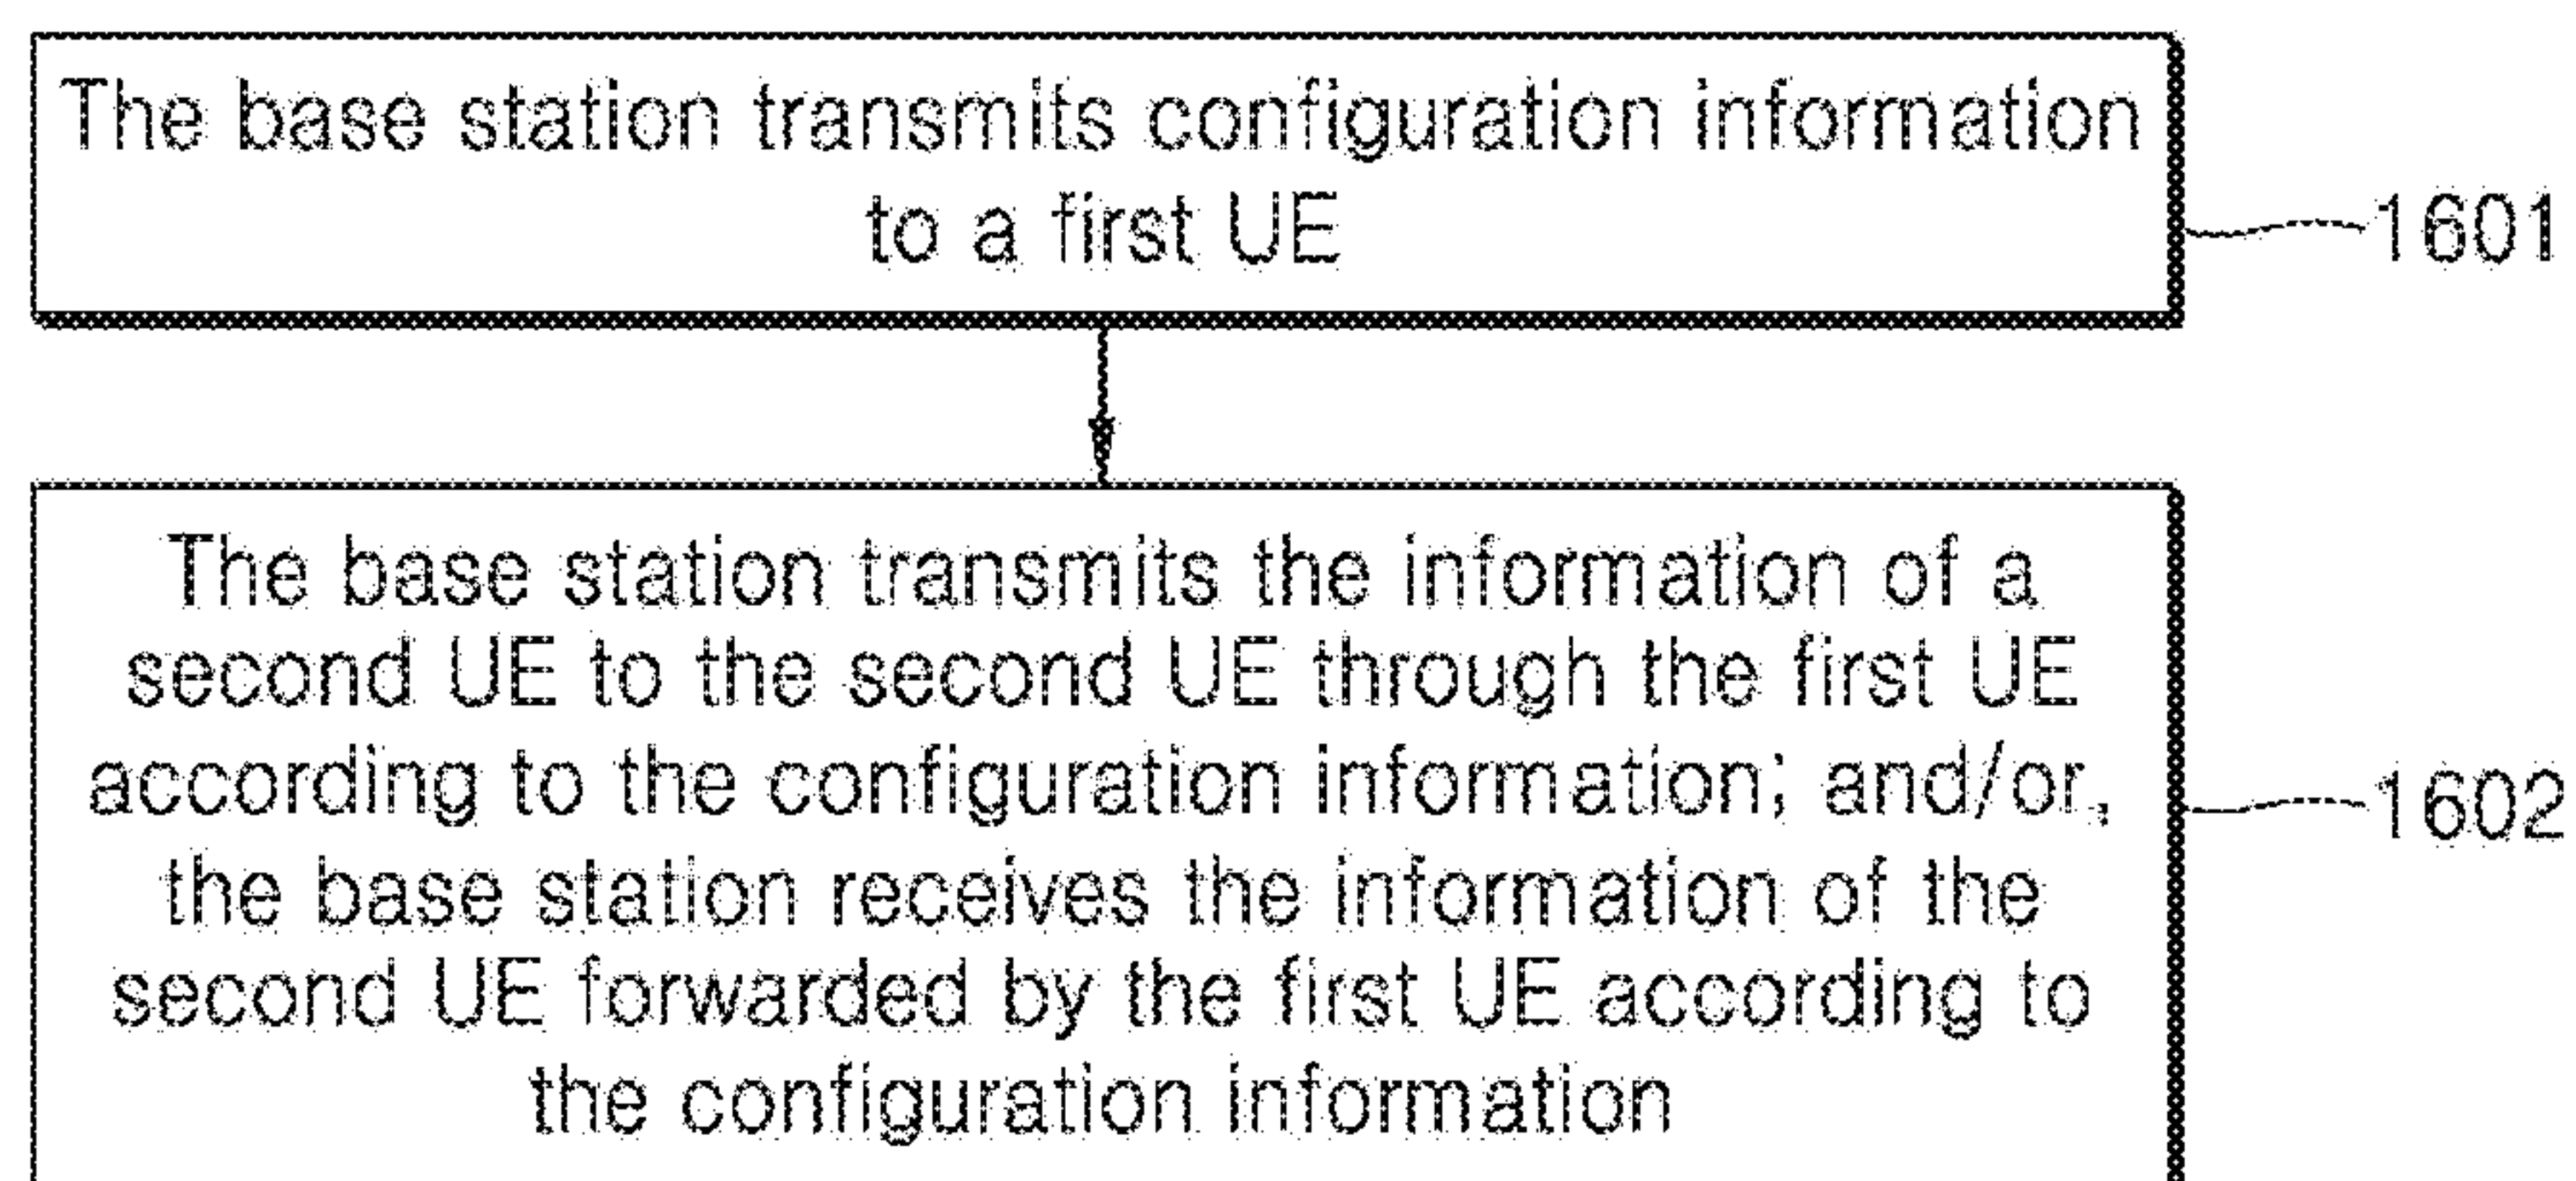 The base station transmits configuration information
to a first UE
1601
The base station transmits the information of a
second UE to the second UE through the first UE
according to the configuration information; and/or,
the base station receives the information of the
second UE forwarded by the first UE according to
the configuration information
1602